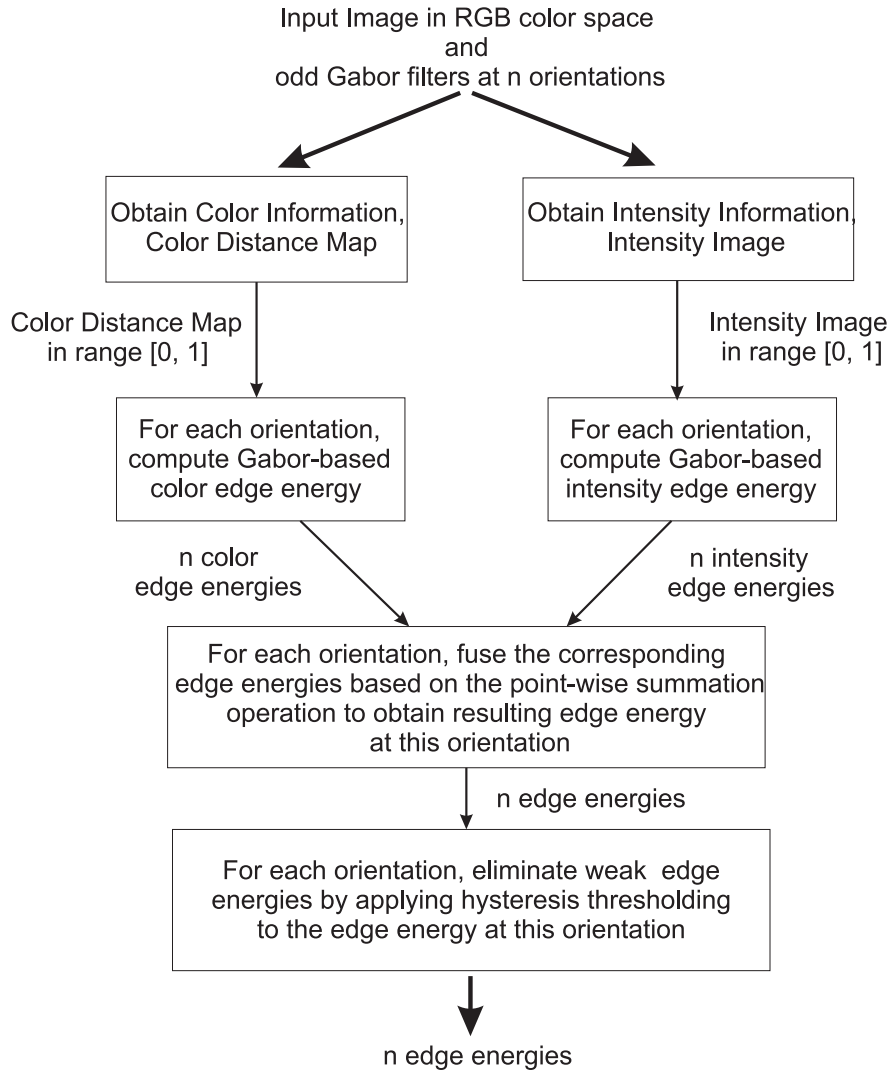 Input Image in RGB color space
and
odd Gabor filters at n orientations
Obtain Color Information,
Color Distance Map
Obtain Intensity Information,
Intensity Image
Color Distance Map
in range [0, 1]
Intensity Image
in range [0, 1]
For each orientation,
compute Gabor-based
color edge energy
For each orientation,
compute Gabor-based
intensity edge energy
n color
edge energies
n intensity
edge energies
For each orientation, fuse the corresponding
edge energies based on the point-wise summation
operation to obtain resulting edge energy
at this orientation
n edge energies
For each orientation, eliminate weak edge
energies by applying hysteresis thresholding
to the edge energy at this orientation
n edge energies